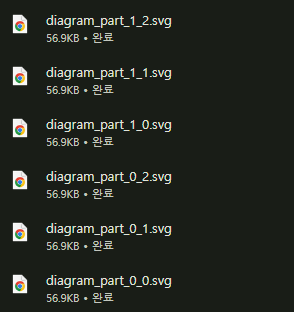 diagram_part_1_2.svg
56.9KB • 완료
diagram_part_1_1.svg
56.9KB • 완료
diagram_part_1_0.svg
56.9KB • 완료
diagram_part_0_2.svg
56.9KB • 완료
diagram_part_0_1.svg
56.9KB • 완료
diagram_part_0_0.svg
56.9KB • 완료